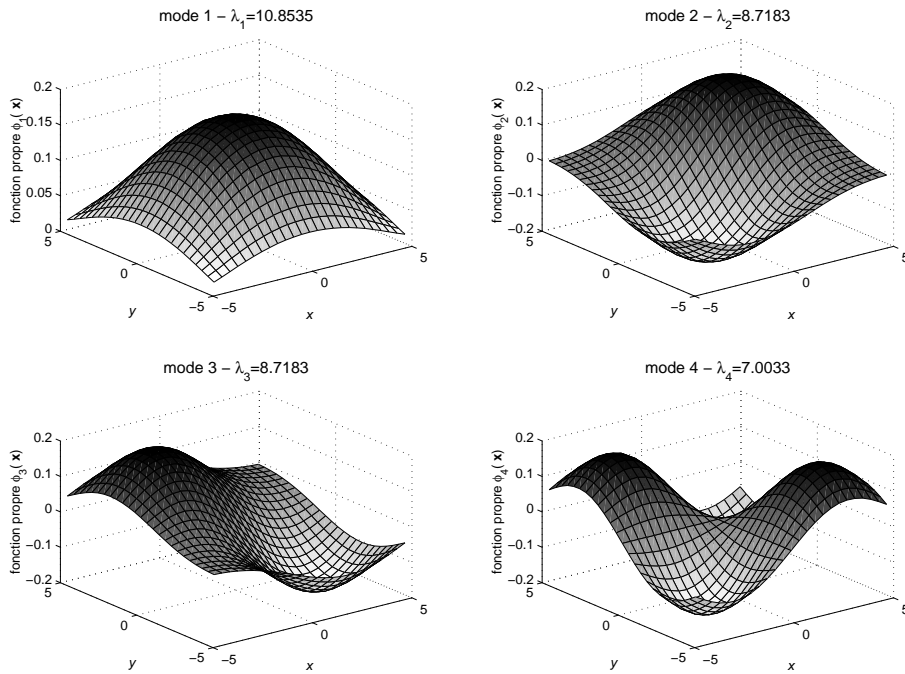 mode 1 − λ1=10.8535
fonction propre ϕ1( x)
0.2
0.15
0.1
0.05
0
5
0
−5
y
−5
0
5
x
mode 2 − λ2=8.7183
fonction propre ϕ2( x)
0.2
0.1
0
−0.1
−0.2
5
0
−5
y
−5
0
5
x
mode 3 − λ3=8.7183
fonction propre ϕ3( x)
0.2
0.1
0
−0.1
−0.2
5
0
−5
y
−5
0
5
x
mode 4 − λ4=7.0033
fonction propre ϕ4( x)
0.2
0.1
0
−0.1
−0.2
5
0
−5
y
−5
0
5
x